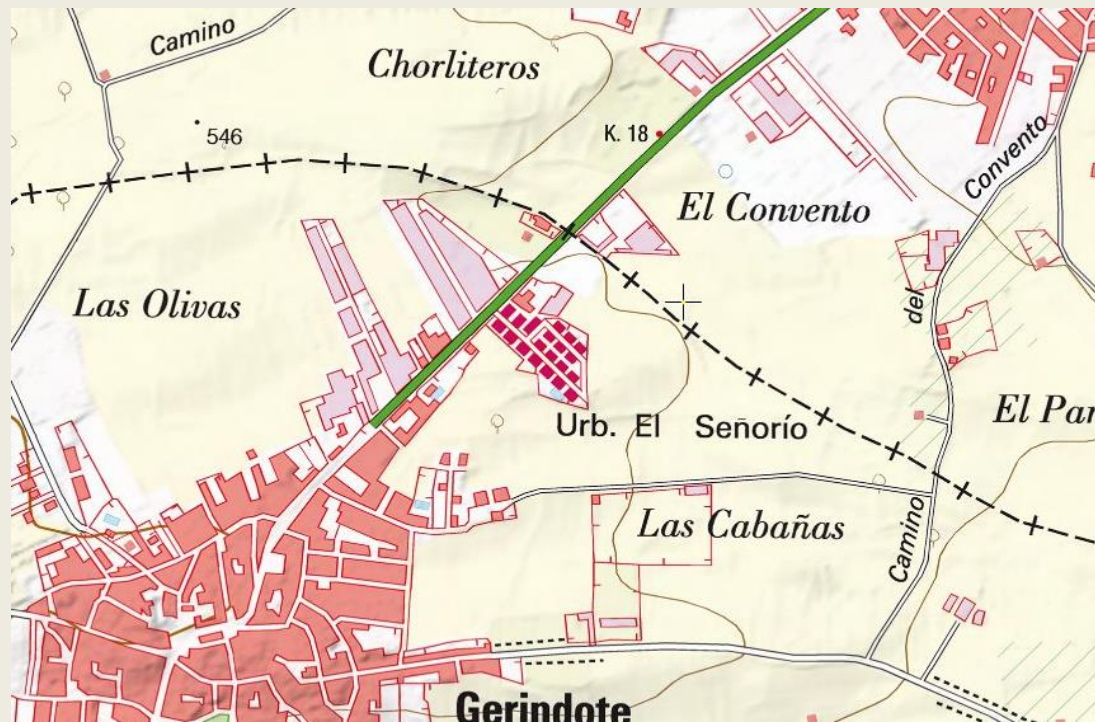 Camino
Chorliteros
546
K. 18
Convento
El Convento
del
Las Olivas
El Par
Urb. El Señorío
Las Cabañas
Camino
Gerindote